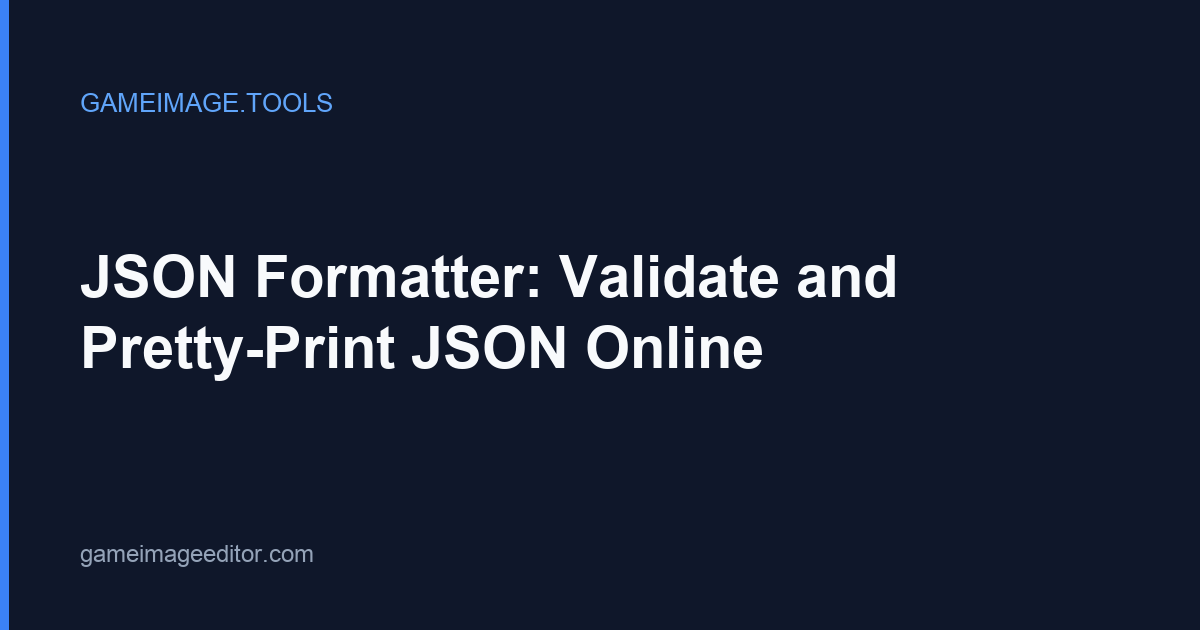 GAMEIMAGE.TOOLS
JSON Formatter: Validate and
Pretty-Print JSON Online
gameimageeditor.com